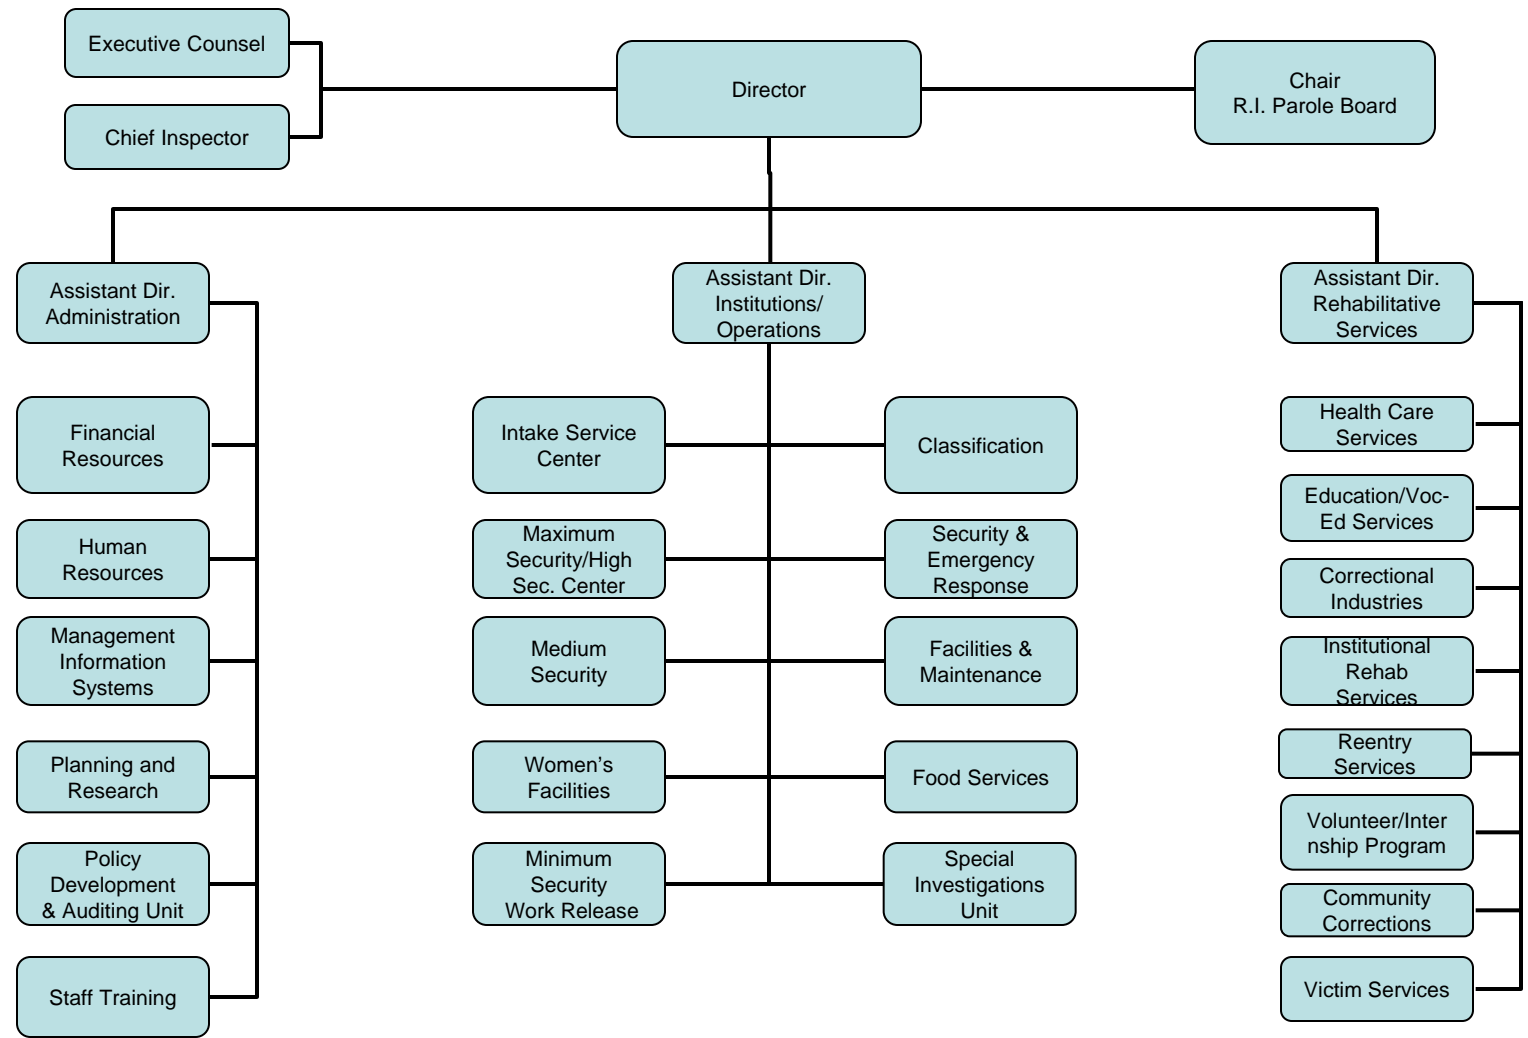 Executive Counsel
Chief Inspector
Director
Chair
R.I. Parole Board
Assistant Dir.
Administration
Financial
Resources
Human
Resources
Management
Information
Systems
Planning and
Research
Policy
Development
& Auditing Unit
Staff Training
Assistant Dir.
Institutions/
Operations
Intake Service
Center
Classification
Maximum
Security/High
Sec. Center
Security &
Emergency
Response
Medium
Security
Facilities &
Maintenance
Women's
Facilities
Food Services
Minimum
Security
Work Release
Special
Investigations
Unit
Assistant Dir.
Rehabilitative
Services
Health Care
Services
Education/Voc-
Ed Services
Correctional
Industries
Institutional
Rehab
Services
Reentry
Services
Volunteer/Inter
nship Program
Community
Corrections
Victim Services